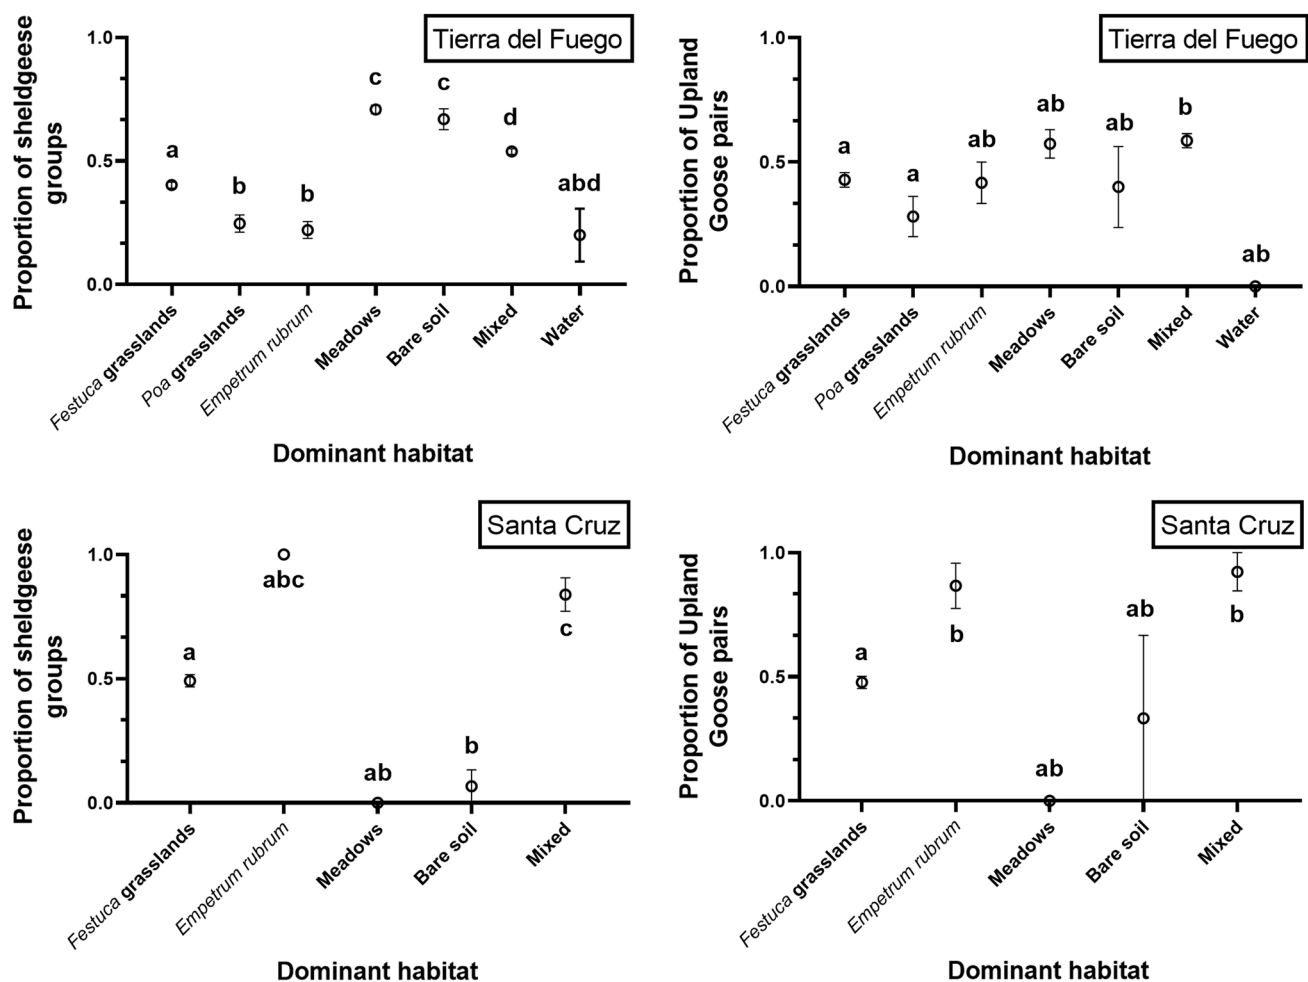 Proportion of sheldgeese
groups
Tierra del Fuego
1.0
0.5
0.0
a
b
b
c
c
d
abd
Festuca grasslands
Poa grasslands
Empetrum rubrum
Meadows
Bare soil
Mixed
Water
Dominant habitat
Proportion of Upland
Goose pairs
Tierra del Fuego
1.0
0.5
0.0
a
a
ab
ab
ab
b
ab
Festuca grasslands
Poa grasslands
Empetrum rubrum
Meadows
Bare soil
Mixed
Water
Dominant habitat
Proportion of sheldgeese
groups
Santa Cruz
1.0
0.5
0.0
a
abc
ab
b
c
Festuca grasslands
Empetrum rubrum
Meadows
Bare soil
Mixed
Dominant habitat
Proportion of Upland
Goose pairs
Santa Cruz
1.0
0.5
0.0
a
b
ab
ab
b
Festuca grasslands
Empetrum rubrum
Meadows
Bare soil
Mixed
Dominant habitat